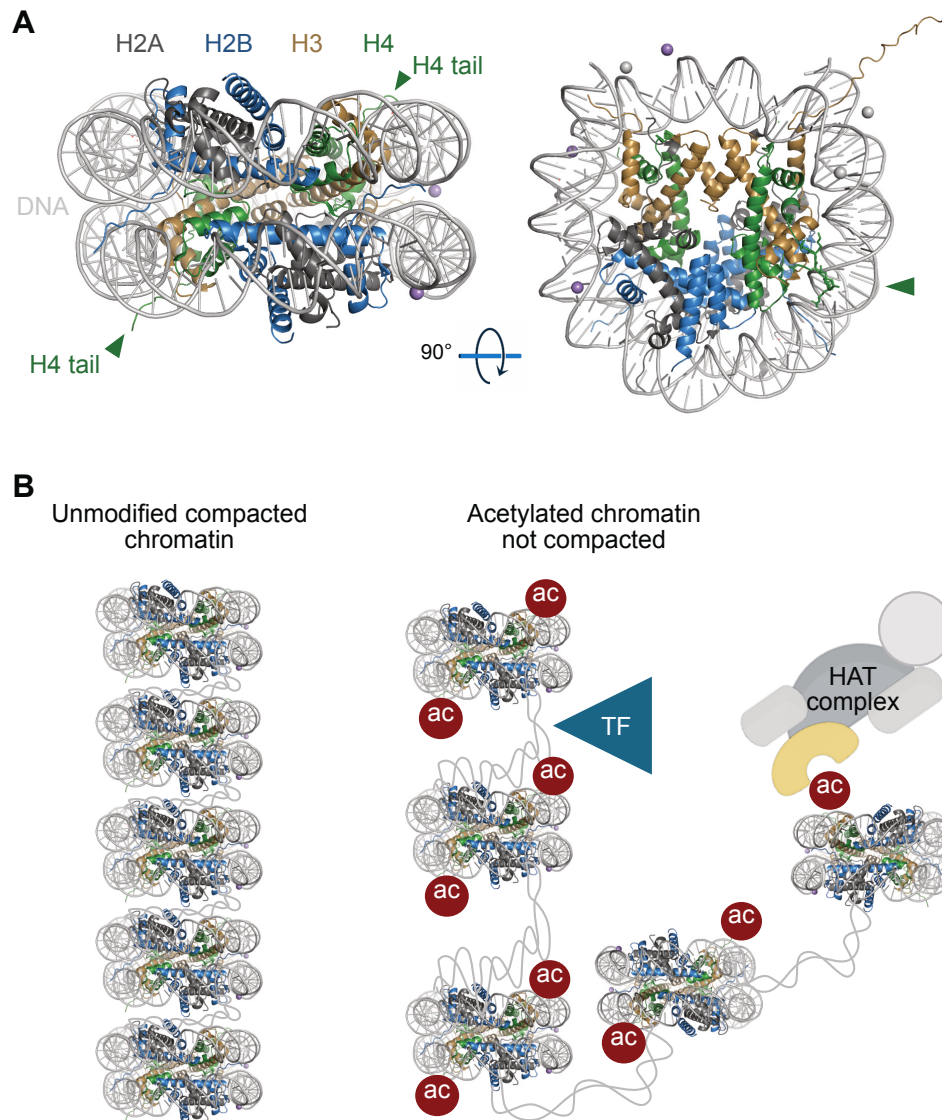 A
H2A H2B H3 H4
H4 tail
DNA
H4 tail
90°
B
Unmodified compacted
chromatin
Acetylated chromatin
not compacted
ac
HAT
complex
ac
TF
ac
ac
ac
ac
ac
ac
ac